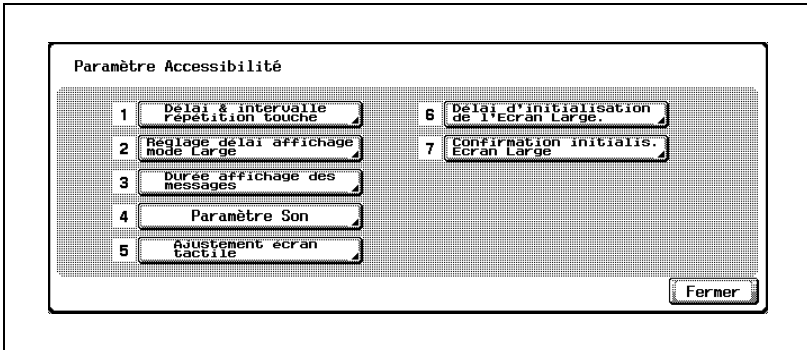 Paramètre Accessibilité
1 Délai & intervalle
répétition touche
2 Réglage délai affichage
mode Large
3 Durée affichage des
messages
4 Paramètre Son
5 Ajustement écran
tactile
6 Délai d'initialisation
de l'Ecran Large.
7 Confirmation initialis.
Ecran Large
Fermer